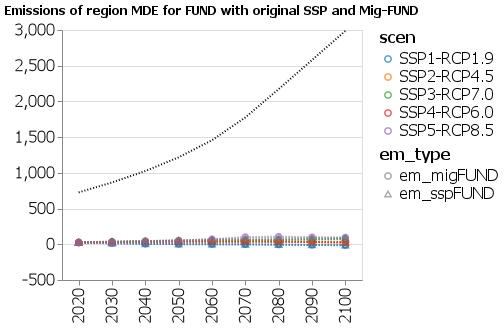 Emissions of region MDE for FUND with original SSP and Mig-FUND
3,000
2,500
2,000
1,500
1,000
500
0
-500
2020 2030 2040 2050 2060 2070 2080 2090 2100
scen
SSP1-RCP1.9
SSP2-RCP4.5
SSP3-RCP7.0
SSP4-RCP6.0
SSP5-RCP8.5
em_type
em_migFUND
em_sspFUND